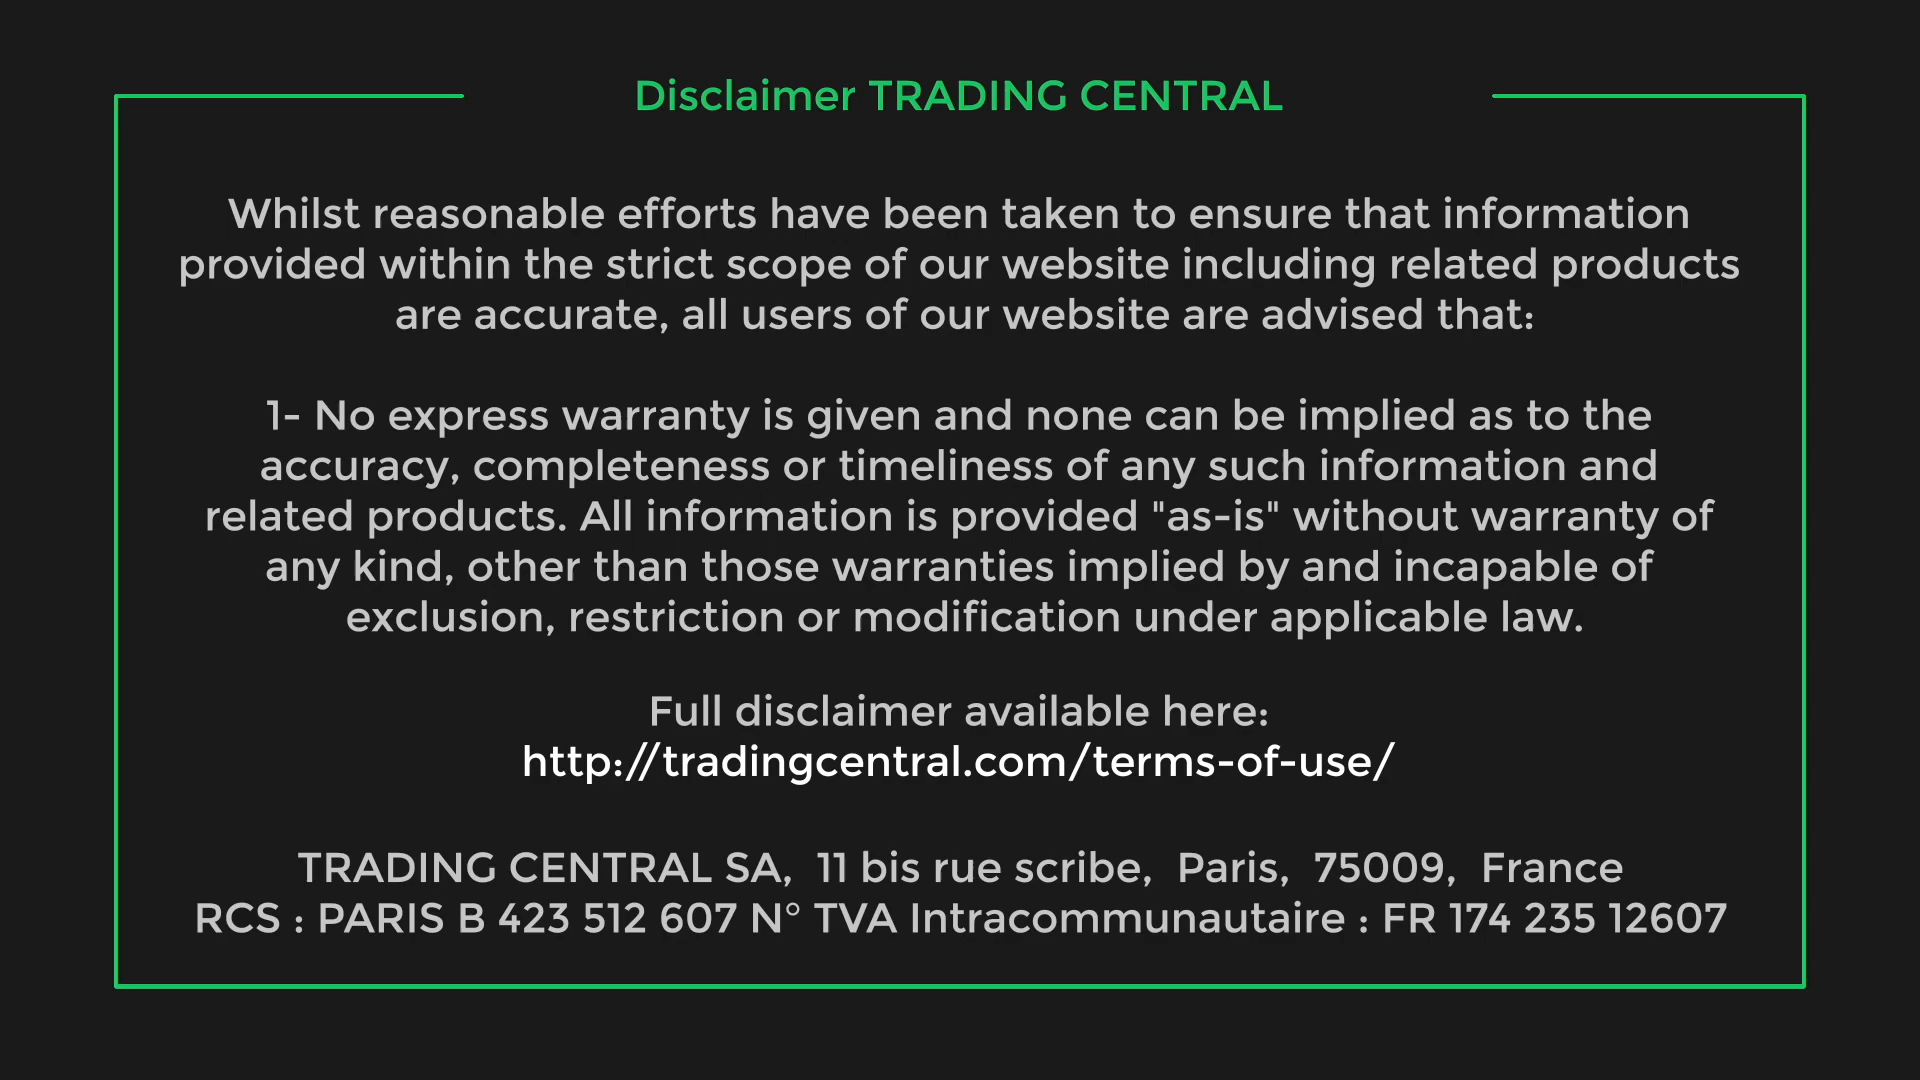 Disclaimer TRADING CENTRAL
Whilst reasonable efforts have been taken to ensure that information
provided within the strict scope of our website including related products
are accurate, all users of our website are advised that:
1- No express warranty is given and none can be implied as to the
accuracy, completeness or timeliness of any such information and
related products. All information is provided "as-is" without warranty of
any kind, other than those warranties implied by and incapable of
exclusion, restriction or modification under applicable law.
Full disclaimer available here:
http://tradingcentral.com/terms-of-use/
TRADING CENTRAL SA, 11 bis rue scribe, Paris, 75009, France
RCS : PARIS B 423 512 607 N° TVA Intracommunautaire : FR 174 235 12607